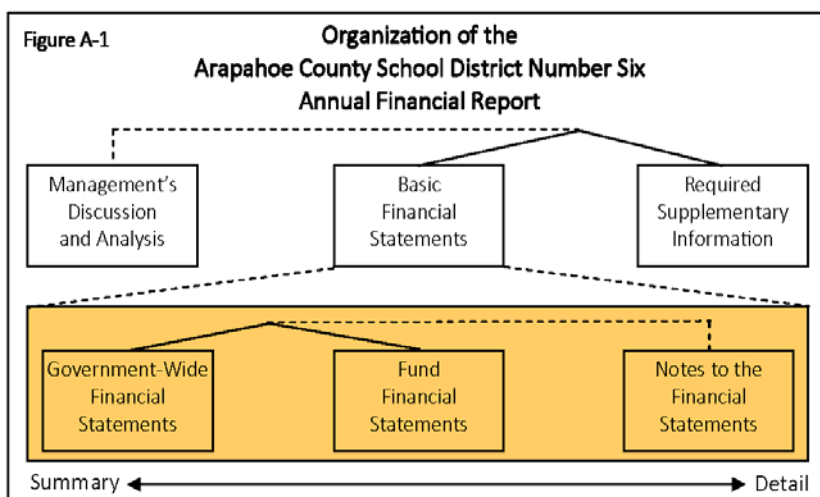 Figure A-1
Organization of the
Arapahoe County School District Number Six
Annual Financial Report
Management's
Discussion
and Analysis
Basic
Financial
Statements
Required
Supplementary
Information
Government-Wide
Financial
Statements
Fund
Financial
Statements
Notes to the
Financial
Statements
Summary
Detail